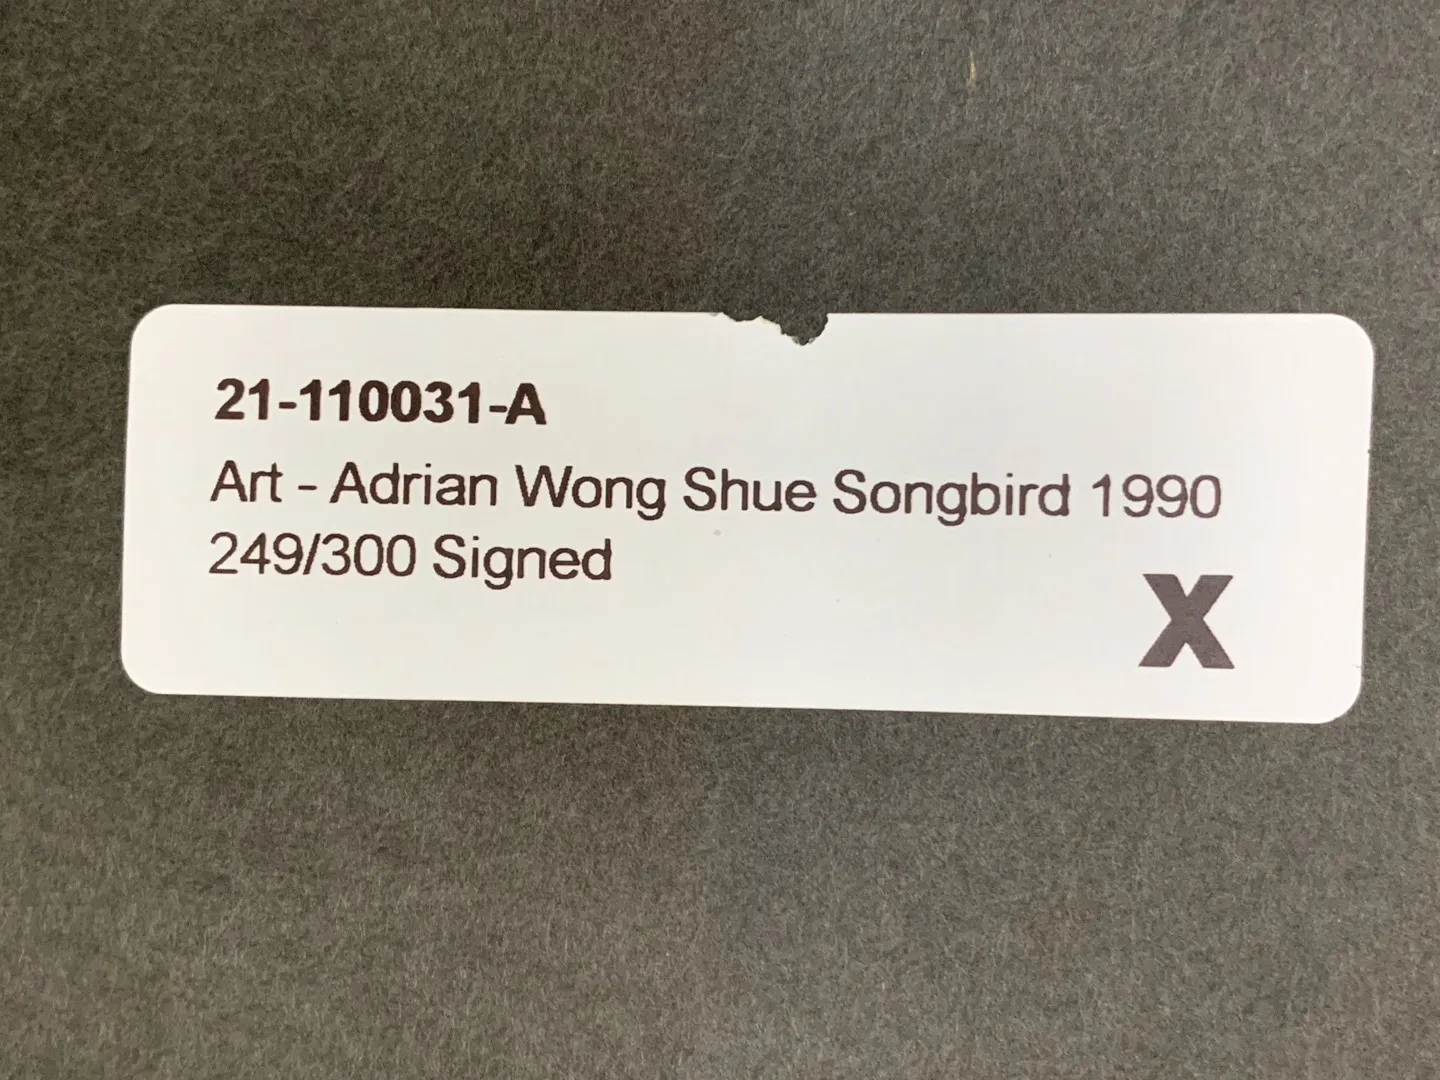 21-110031-A
Art - Adrian Wong Shue Songbird 1990
249/300 Signed
X